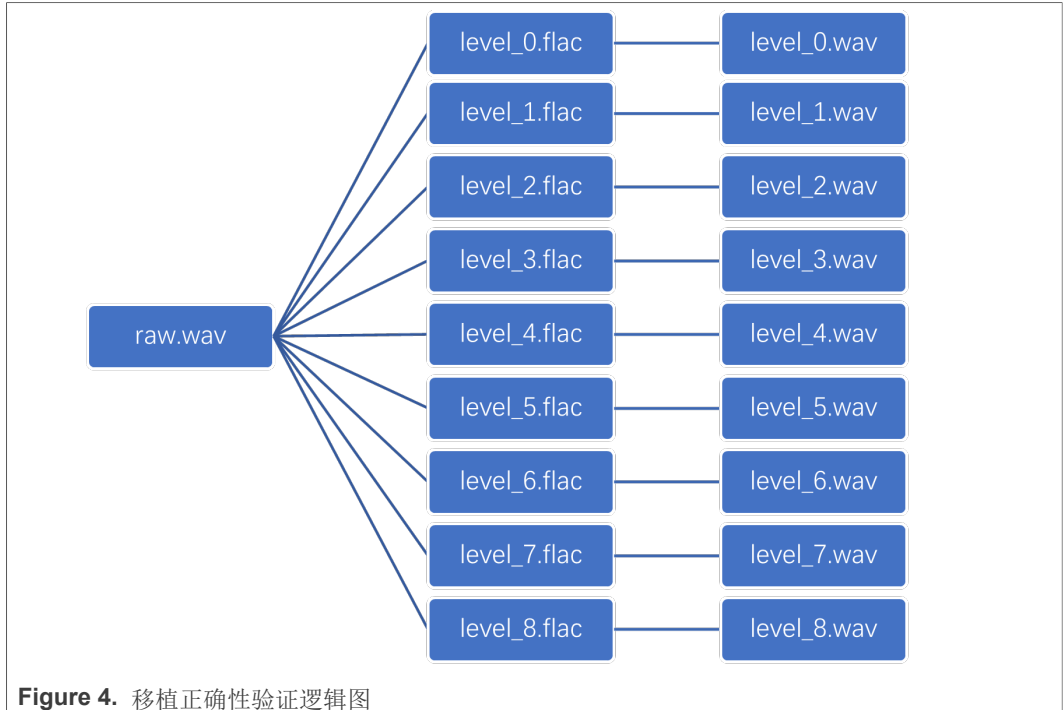 level_0.flac level_0.wav
level_1.flac level_1.wav
level_2.flac level_2.wav
level_3.flac level_3.wav
raw.wav level_4.flac level_4.wav
level_5.flac level_5.wav
level_6.flac level_6.wav
level_7.flac level_7.wav
level_8.flac level_8.wav
Figure 4. 移植正确性验证逻辑图